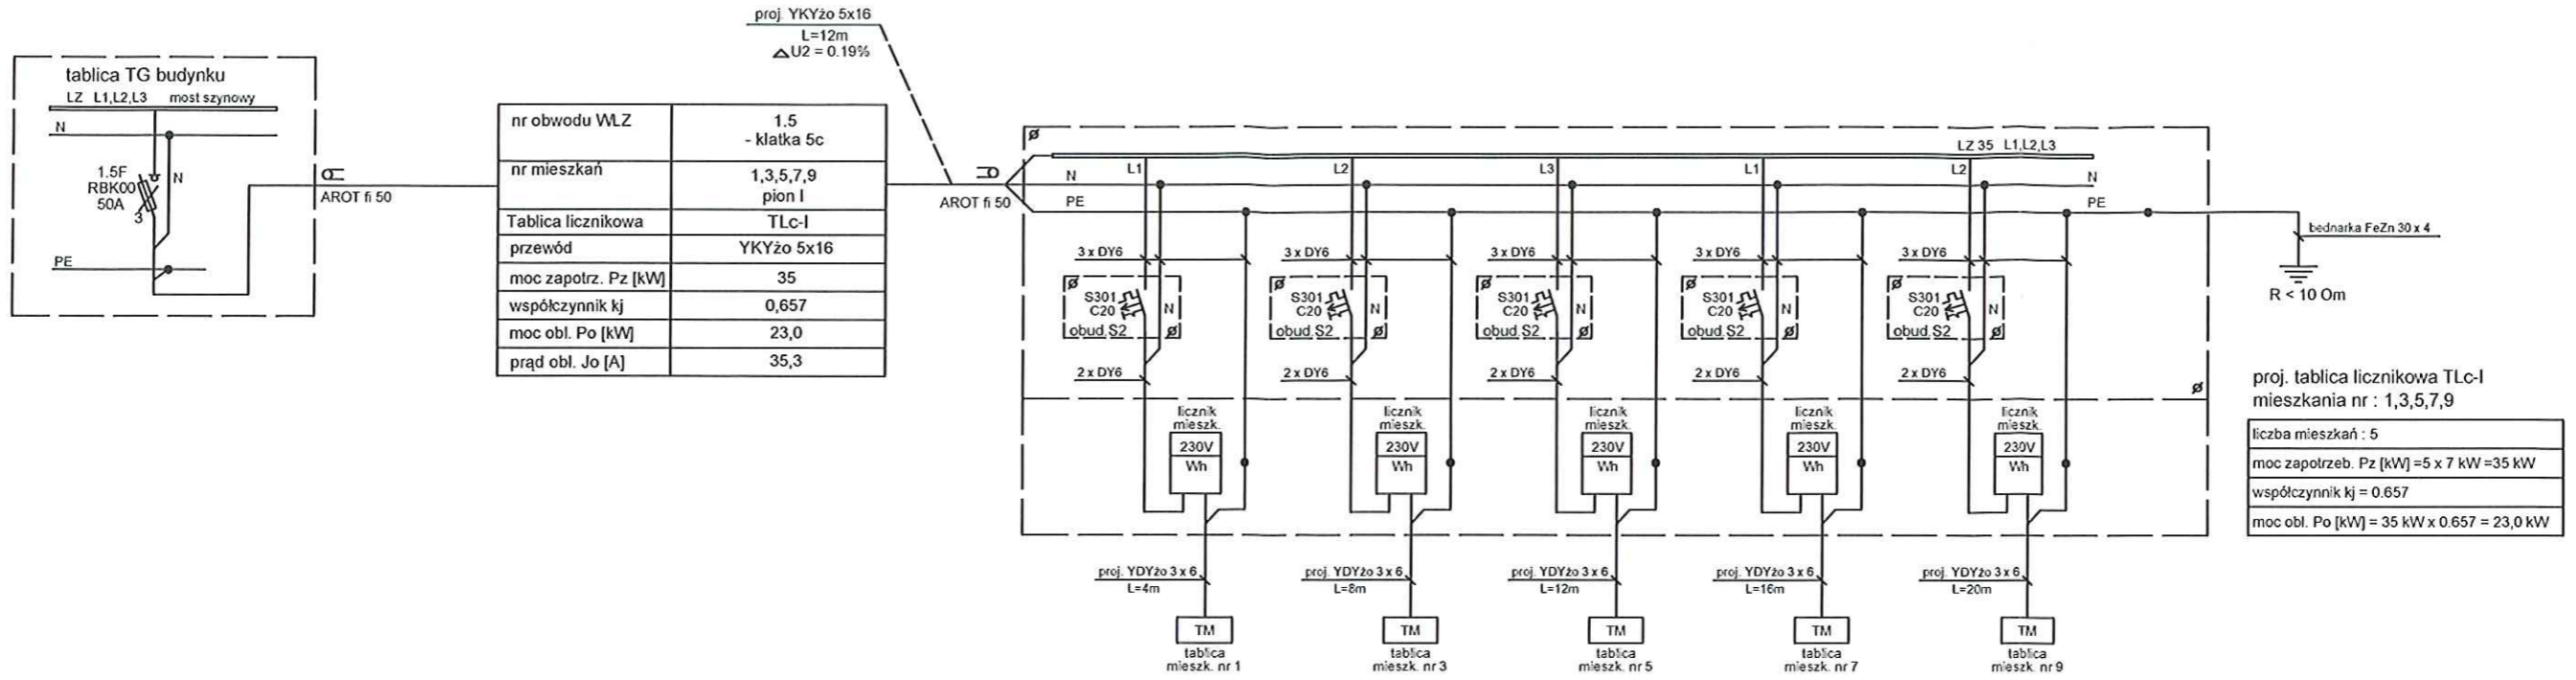 proj. YKYżo 5x16
L=12m
△U2 = 0.19%
tablica TG budynku
LZ L1,L2,L3 most szynowy
N
1.5F
RBK00
50A
3
N
PE
AROT fi 50
nr obwodu WLZ 1.5
- klatka 5c
nr mieszkań 1,3,5,7,9
pion I
Tablica licznikowa TLc-I
przewód YKYżo 5x16
moc zapotrz. Pz [kW] 35
współczynnik kj 0,657
moc obl. Po [kW] 23,0
prąd obl. Jo [A] 35,3
AROT fi 50
LZ 35 L1,L2,L3
L1 L2 L3 L1 L2
N N
PE PE
bednarka FeZn 30 x 4
R < 10 Om
3 x DY6 3 x DY6 3 x DY6 3 x DY6 3 x DY6
S301 S301 S301 S301 S301
C20 N C20 N C20 N C20 N C20 N
obud.S2 obud.S2 obud.S2 obud.S2 obud.S2
2 x DY6 2 x DY6 2 x DY6 2 x DY6 2 x DY6
licznik licznik licznik licznik licznik
mieszk. mieszk. mieszk. mieszk. mieszk.
230V 230V 230V 230V 230V
Wh Wh Wh Wh Wh
proj. YDYżo 3 x 6 proj. YDYżo 3 x 6 proj. YDYżo 3 x 6 proj. YDYżo 3 x 6 proj. YDYżo 3 x 6
L=4m L=8m L=12m L=16m L=20m
TM TM TM TM TM
tablica tablica tablica tablica tablica
mieszk. nr 1 mieszk. nr 3 mieszk. nr 5 mieszk. nr 7 mieszk. nr 9
proj. tablica licznikowa TLc-I
mieszkania nr : 1,3,5,7,9
liczba mieszkań : 5
moc zapotrzeb. Pz [kW] =5 x 7 kW =35 kW
współczynnik kj = 0.657
moc obl. Po [kW] = 35 kW x 0.657 = 23,0 kW